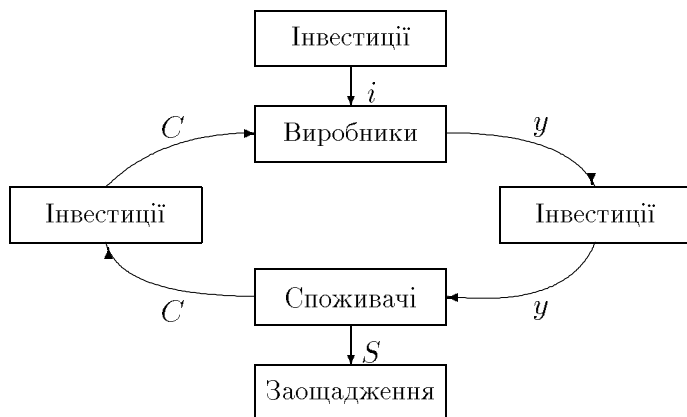 Інвестиції
i
C
Виробники
y
Інвестиції
Інвестиції
C
Споживачі
y
S
Заощадження